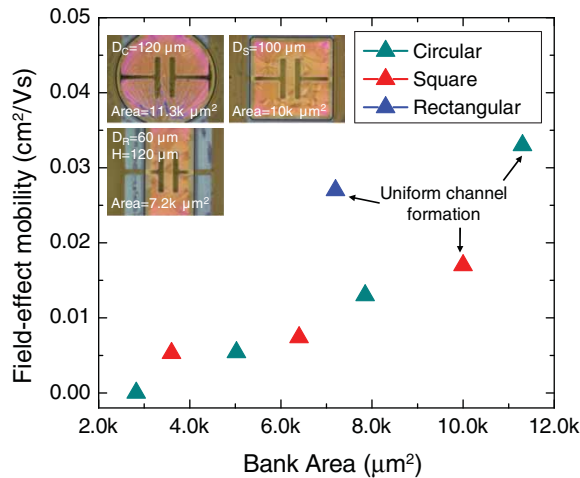 0.05
0.04
0.03
0.02
0.01
0.00
Field-effect mobility (cm²/Vs)
D_C=120 μm
Area=11.3k μm²
D_S=100 μm
Area=10k μm²
D_R=60 μm
H=120 μm
Area=7.2k μm²
Circular
Square
Rectangular
Uniform channel
formation
2.0k 4.0k 6.0k 8.0k 10.0k 12.0k
Bank Area (μm²)